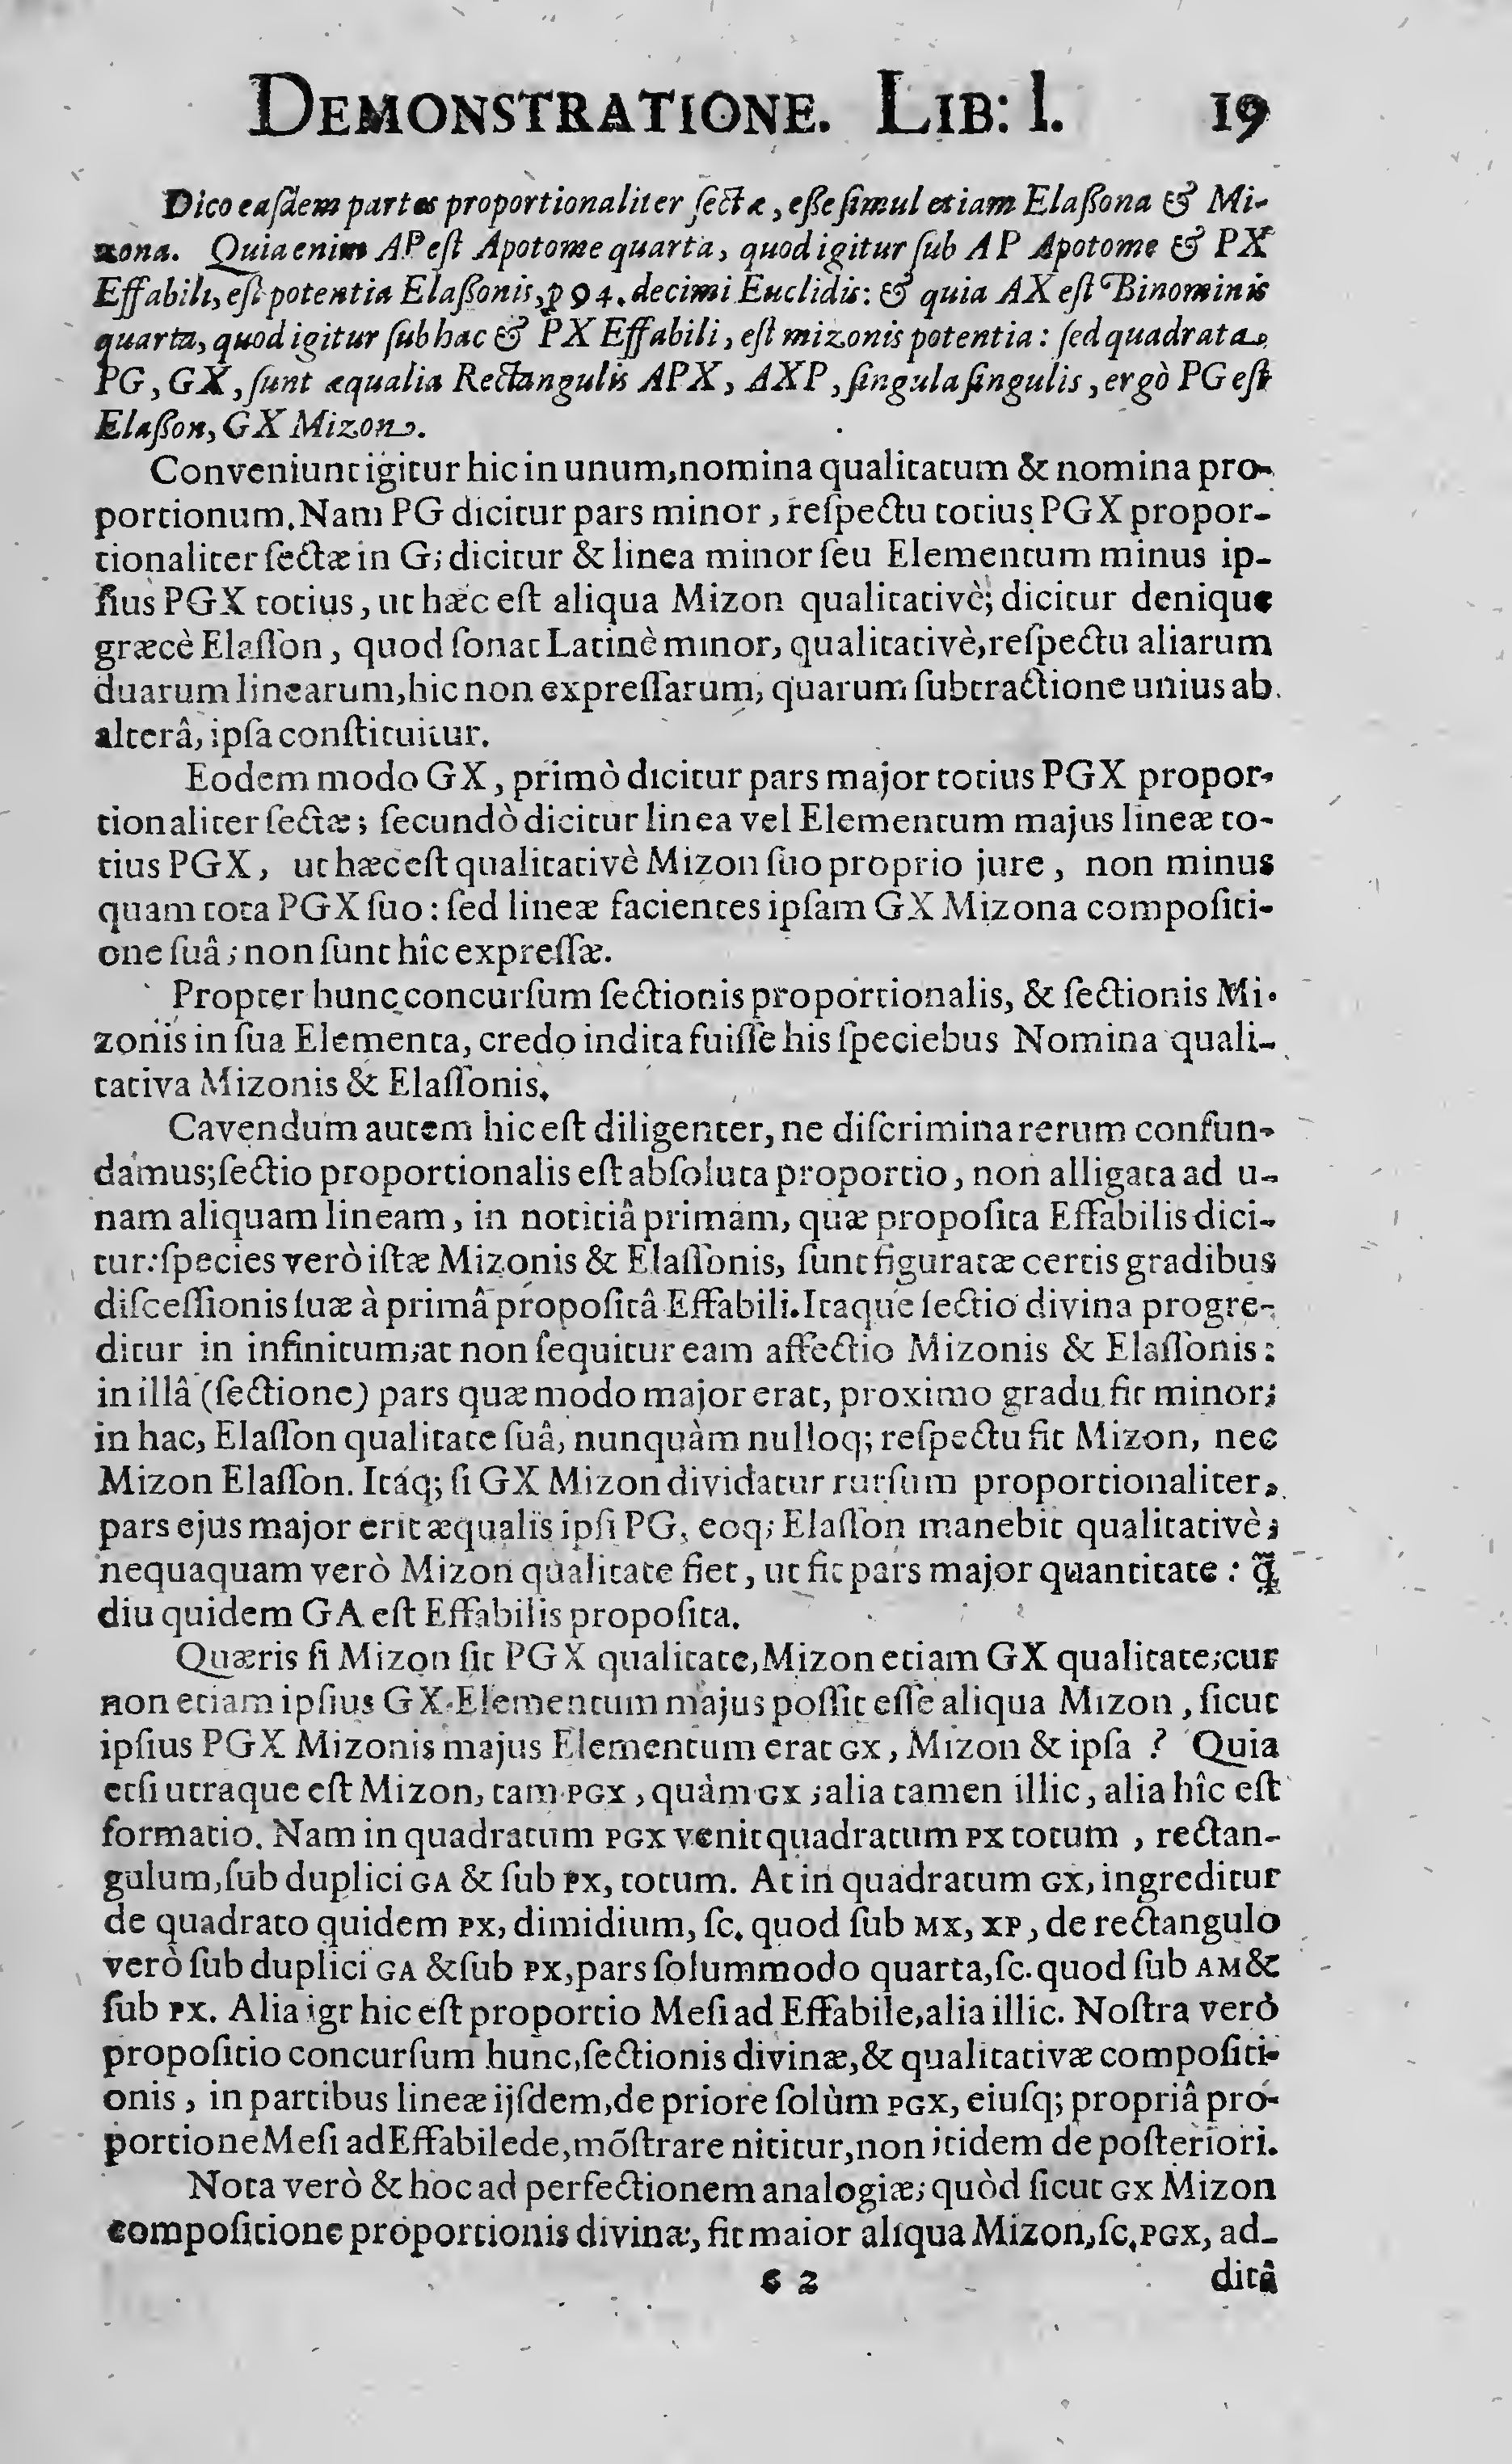 DEMONSTRATIONE. LIB: I. 19
Dico easdem partes proportionaliter sectæ, esse simul etiam Elassona & Mi-
zona. Quia enim AP est Apotome quarta, quod igitur sub AP Apotome & PX
Effabili, est potentia Elassonis, p 94. decimi Euclidis: & quia AX est Binominis
quarta, quod igitur sub hac & PX Effabili, est mizonis potentia: sed quadrata
PG, GX, sunt æqualia Rectangulis APX, AXP, singula singulis, ergò PG est
Elasson, GX Mizon.
Conveniunt igitur hic in unum, nomina qualitatum & nomina pro-
portionum. Nam PG dicitur pars minor, respectu totius PGX propor-
tionaliter sectæ in G; dicitur & linea minor seu Elementum minus ip-
sius PGX totius, ut hæc est aliqua Mizon qualitativè; dicitur denique
græcè Elasson, quod sonat Latinè minor, qualitativè, respectu aliarum
duarum linearum, hic non expressarum, quarum subtractione unius ab
alterâ, ipsa constituitur.
Eodem modo GX, primò dicitur pars major totius PGX propor-
tionaliter sectæ; secundò dicitur linea vel Elementum majus lineæ to-
tius PGX, ut hæc est qualitativè Mizon suo proprio jure, non minus
quam tota PGX suo: sed lineæ facientes ipsam GX Mizona compositi-
one suâ; non sunt hîc expressæ.
Propter hunc concursum sectionis proportionalis, & sectionis Mi-
zonis in sua Elementa, credo indita fuisse his speciebus Nomina quali-
tativa Mizonis & Elassonis.
Cavendum autem hic est diligenter, ne discrimina rerum confun-
damus; sectio proportionalis est absoluta proportio, non alligata ad u-
nam aliquam lineam, in notitiâ primam, quæ proposita Effabilis dici-
tur: species verò istæ Mizonis & Elassonis, sunt figuratæ certis gradibus
discessionis suæ à primâ propositâ Effabili. Itaque sectio divina progre-
ditur in infinitum; at non sequitur eam affectio Mizonis & Elassonis:
in illâ (sectione) pars quæ modo major erat, proximo gradu fit minor;
in hac, Elasson qualitate suâ, nunquàm nulloq; respectu fit Mizon, nec
Mizon Elasson. Itáq; si GX Mizon dividatur rursum proportionaliter,
pars ejus major erit æqualis ipsi PG, eoq; Elasson manebit qualitativè;
nequaquam verò Mizon qualitate fiet, ut fit pars major quantitate: q̃
diu quidem GA est Effabilis proposita.
Quæris si Mizon sit PGX qualitate, Mizon etiam GX qualitate; cur
non etiam ipsius GX Elementum majus possit esse aliqua Mizon, sicut
ipsius PGX Mizonis majus Elementum erat GX, Mizon & ipsa? Quia
etsi utraque est Mizon, tam PGX, quàm GX; alia tamen illic, alia hîc est
formatio. Nam in quadratum PGX venit quadratum PX totum, rectan-
gulum, sub duplici GA & sub PX, totum. At in quadratum GX, ingreditur
de quadrato quidem PX, dimidium, sc. quod sub MX, XP, de rectangulo
verò sub duplici GA & sub PX, pars solummodo quarta, sc. quod sub AM &
sub PX. Alia igr hic est proportio Mesi ad Effabile, alia illic. Nostra verò
propositio concursum hunc, sectionis divinæ, & qualitativæ compositi-
onis, in partibus lineæ ijsdem, de priore solùm PGX, eiusq; propriâ pro-
portione Mesi ad Effabile de, mõstrare nititur, non itidem de posteriori.
Nota verò & hoc ad perfectionem analogiæ; quòd sicut GX Mizon
compositione proportionis divinæ, fit maior aliqua Mizon, sc. PGX, ad-
c 2 ditâ